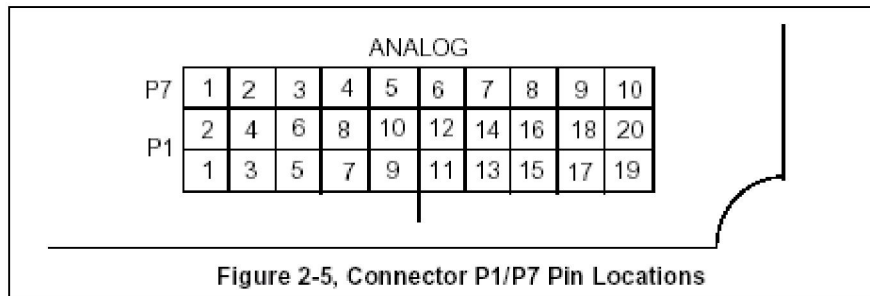 ANALOG
P7 1 2 3 4 5 6 7 8 9 10
P1 2 4 6 8 10 12 14 16 18 20
1 3 5 7 9 11 13 15 17 19
Figure 2-5, Connector P1/P7 Pin Locations